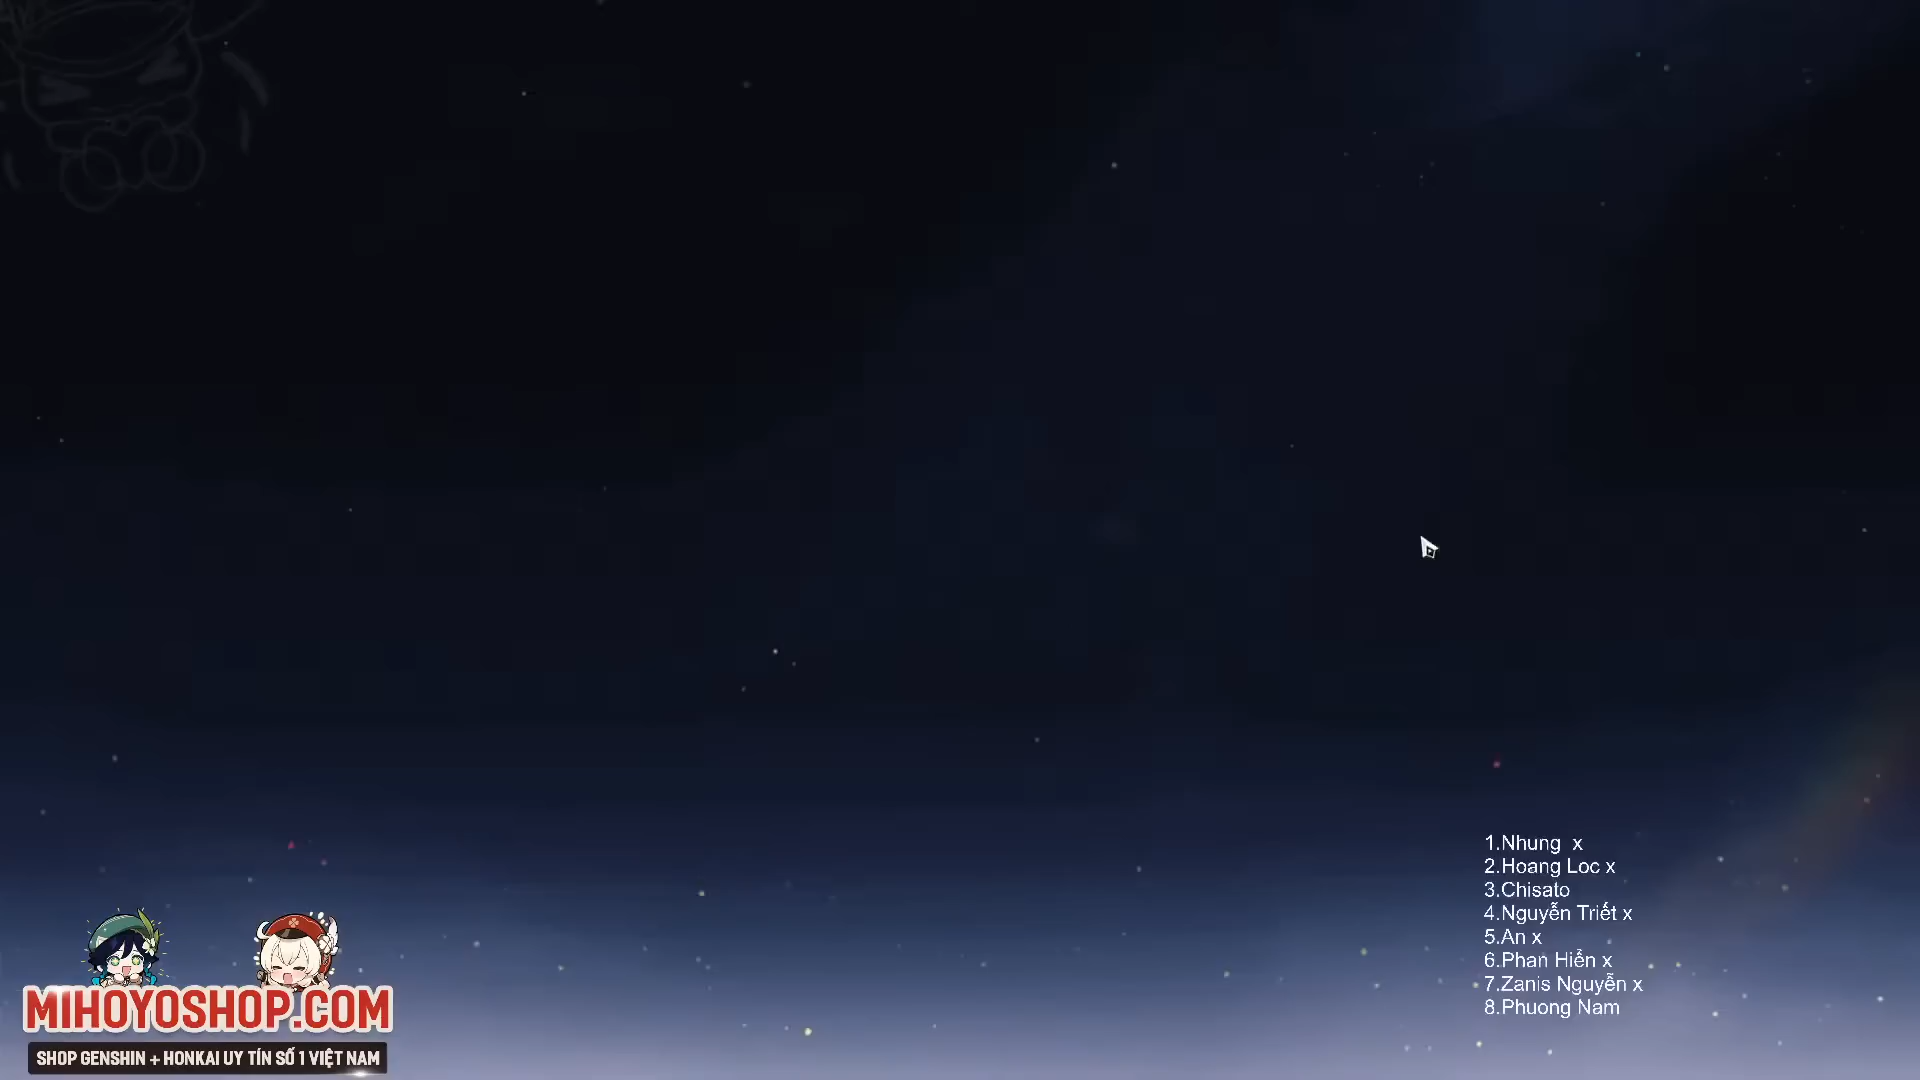 1.Nhung  x
2.Hoang Loc x
3.Chisato
4.Nguyễn Triết x
5.An x
6.Phan Hiển x
7.Zanis Nguyễn x
8.Phuong Nam
MIHOYOSHOP.COM
SHOP GENSHIN + HONKAI UY TÍN SỐ 1 VIỆT NAM